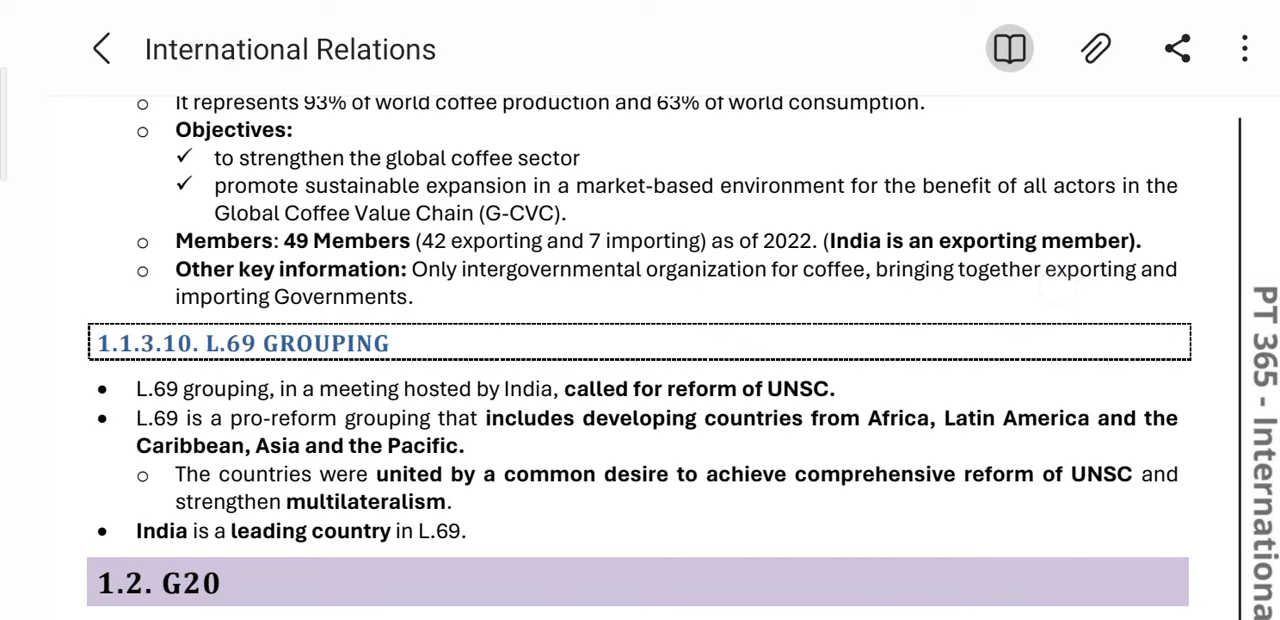 International Relations
o It represents 93% of world coffee production and 63% of world consumption.
o Objectives:
✓ to strengthen the global coffee sector
✓ promote sustainable expansion in a market-based environment for the benefit of all actors in the
Global Coffee Value Chain (G-CVC).
o Members: 49 Members (42 exporting and 7 importing) as of 2022. (India is an exporting member).
o Other key information: Only intergovernmental organization for coffee, bringing together exporting and
importing Governments.
1.1.3.10. L.69 GROUPING
• L.69 grouping, in a meeting hosted by India, called for reform of UNSC.
• L.69 is a pro-reform grouping that includes developing countries from Africa, Latin America and the
Caribbean, Asia and the Pacific.
o The countries were united by a common desire to achieve comprehensive reform of UNSC and
strengthen multilateralism.
• India is a leading country in L.69.
1.2. G20
PT 365 - Internationa